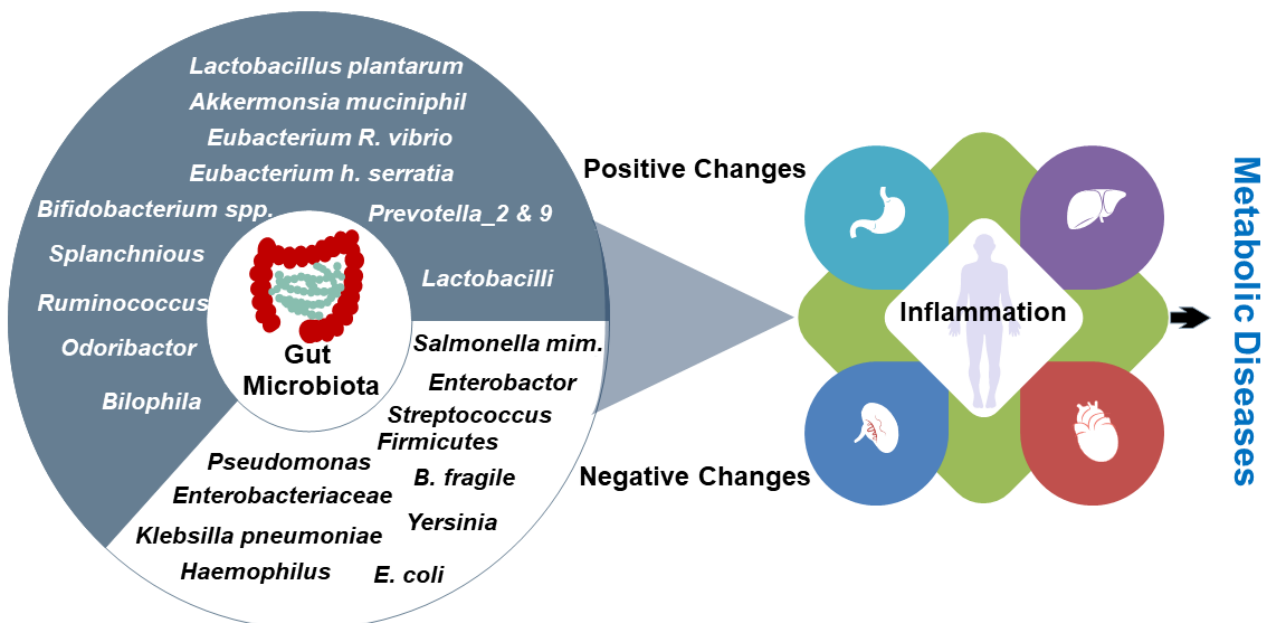 Lactobacillus plantarum
Akkermonsia muciniphil
Eubacterium R. vibrio
Eubacterium h. serratia
Bifidobacterium spp.
Prevotella_2 & 9
Splanchnious
Lactobacilli
Ruminococcus
Odoribactor
Bilophila
Gut
Microbiota
Salmonella mim.
Enterobactor
Streptococcus
Firmicutes
Pseudomonas
B. fragile
Enterobacteriaceae
Yersinia
Klebsilla pneumoniae
Haemophilus
E. coli
Positive Changes
Negative Changes
Inflammation
Metabolic Diseases